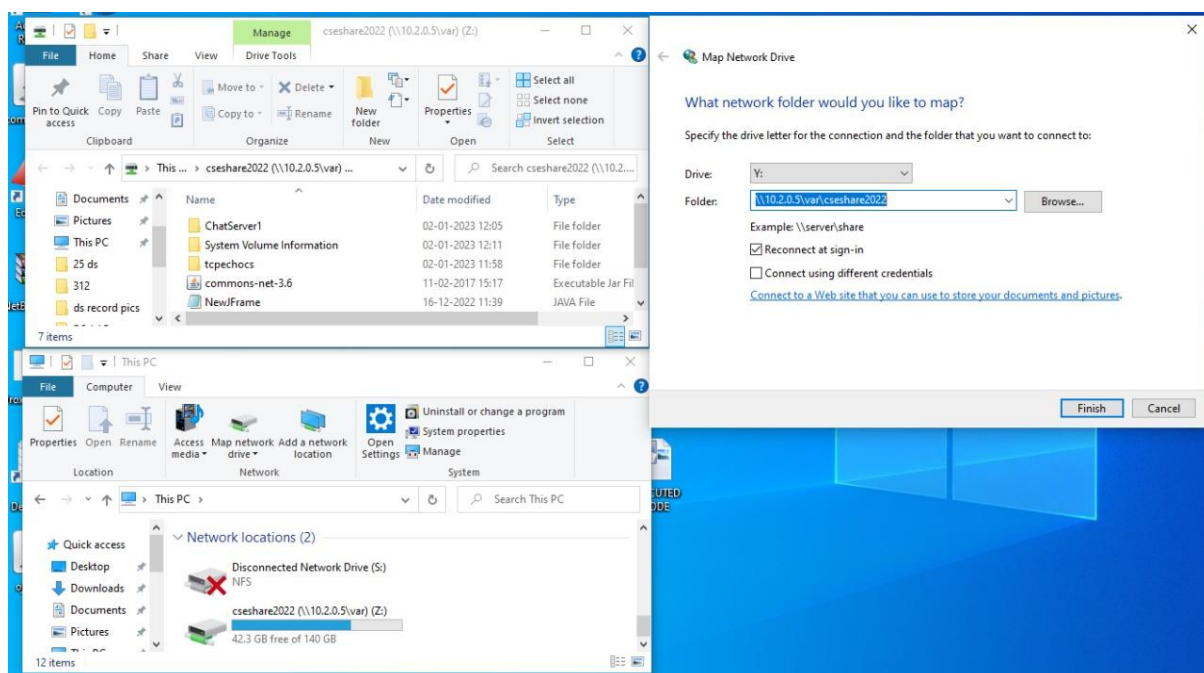 Manage
cseshare2022 (\\10.2.0.5\var) (Z:)
File Home Share View Drive Tools
Pin to Quick access
Copy
Paste
Move to
Copy to
Delete
Rename
New folder
Properties
Select all
Select none
Invert selection
Clipboard Organize New Open Select
This ... › cseshare2022 (\\10.2.0.5\var) ...
Search cseshare2022 (\\10.2....
Documents
Pictures
This PC
25 ds
312
ds record pics
Name Date modified Type
ChatServer1 02-01-2023 12:05 File folder
System Volume Information 02-01-2023 12:11 File folder
tcpechocs 02-01-2023 11:58 File folder
commons-net-3.6 11-02-2017 15:17 Executable Jar Fil
NewJFrame 16-12-2022 11:39 JAVA File
7 items
This PC
File Computer View
Properties Open Rename
Access media
Map network drive
Add a network location
Open Settings
Uninstall or change a program
System properties
Manage
Location Network System
This PC ›
Search This PC
Quick access
Desktop
Downloads
Documents
Pictures
Network locations (2)
Disconnected Network Drive (S:)
NFS
cseshare2022 (\\10.2.0.5\var) (Z:)
42.3 GB free of 140 GB
12 items
Map Network Drive
What network folder would you like to map?
Specify the drive letter for the connection and the folder that you want to connect to:
Drive: Y:
Folder: \\10.2.0.5\var\cseshare2022 Browse...
Example: \\server\share
Reconnect at sign-in
Connect using different credentials
Connect to a Web site that you can use to store your documents and pictures.
Finish Cancel